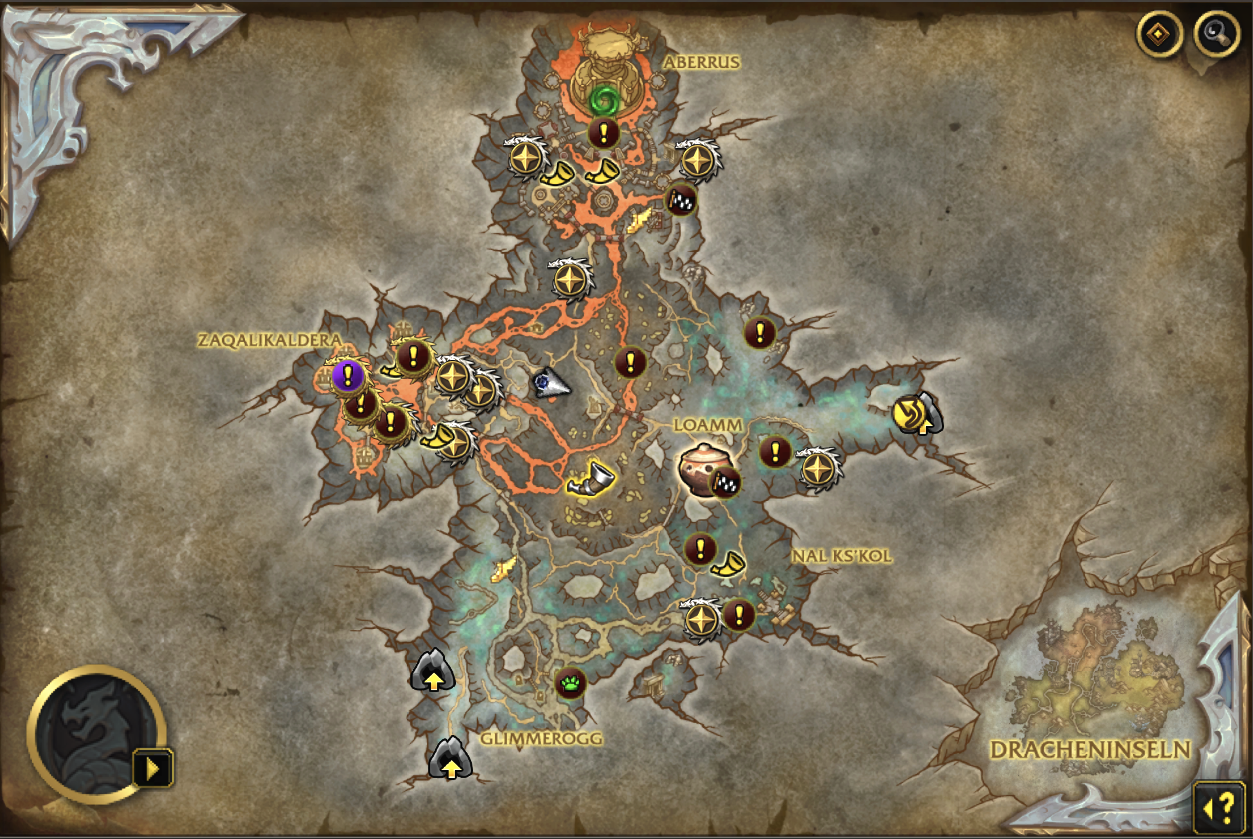 ABERRUS
ZAQALIKALDERA
LOAMM
NAL KS'KOL
GLIMMEROGG
DRACHENINSELN